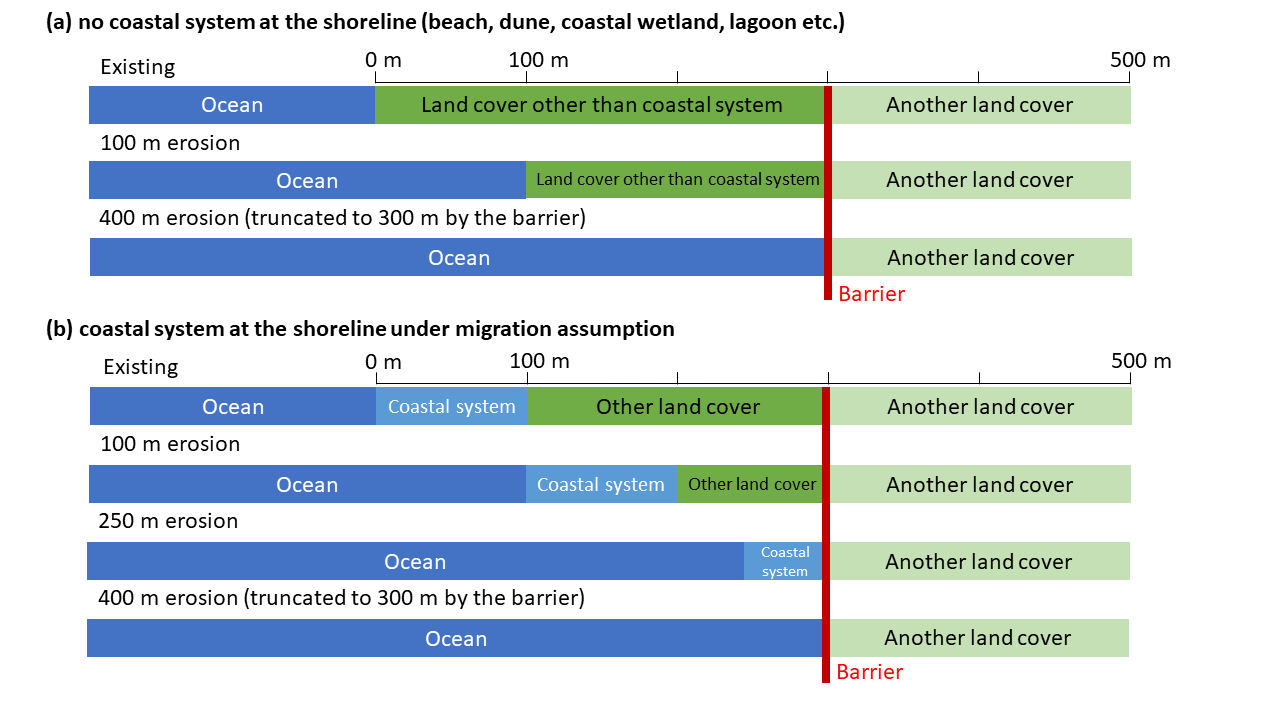 (a) no coastal system at the shoreline (beach, dune, coastal wetland, lagoon etc.)
Existing 0 m 100 m 500 m
Ocean Land cover other than coastal system Another land cover
100 m erosion
Ocean Land cover other than coastal system Another land cover
400 m erosion (truncated to 300 m by the barrier)
Ocean Another land cover
Barrier
(b) coastal system at the shoreline under migration assumption
Existing 0 m 100 m 500 m
Ocean Coastal system Other land cover Another land cover
100 m erosion
Ocean Coastal system Other land cover Another land cover
250 m erosion
Ocean Coastal system Another land cover
400 m erosion (truncated to 300 m by the barrier)
Ocean Another land cover
Barrier